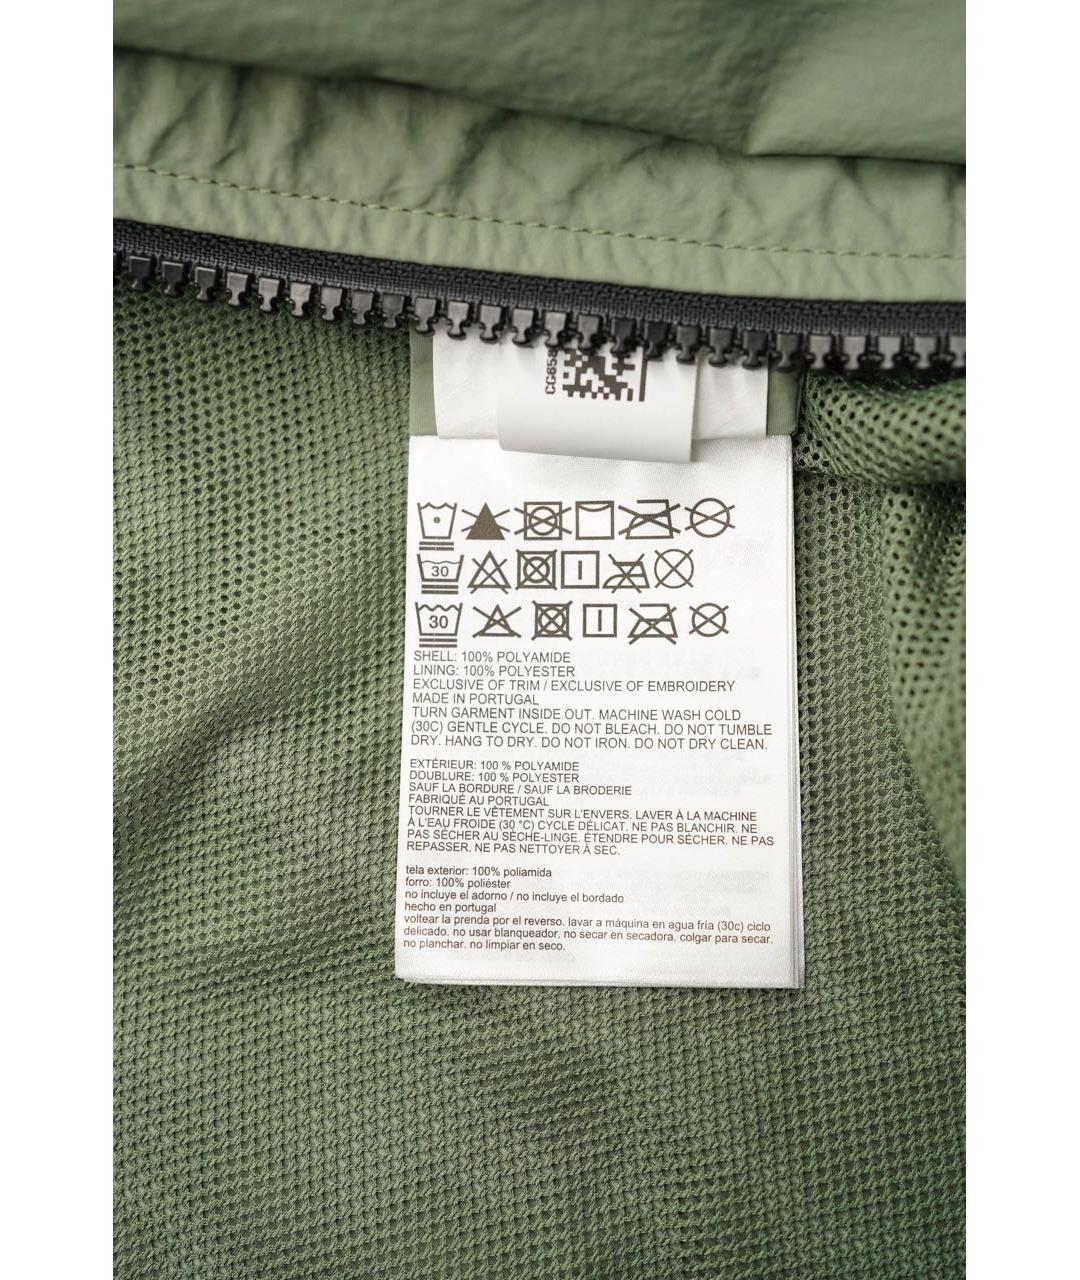 CG658
30
30
SHELL: 100% POLYAMIDE
LINING: 100% POLYESTER
EXCLUSIVE OF TRIM / EXCLUSIVE OF EMBROIDERY
MADE IN PORTUGAL
TURN GARMENT INSIDE OUT. MACHINE WASH COLD
(30C) GENTLE CYCLE. DO NOT BLEACH. DO NOT TUMBLE
DRY. HANG TO DRY. DO NOT IRON. DO NOT DRY CLEAN.
EXTÉRIEUR: 100 % POLYAMIDE
DOUBLURE: 100 % POLYESTER
SAUF LA BORDURE / SAUF LA BRODERIE
FABRIQUÉ AU PORTUGAL
TOURNER LE VÊTEMENT SUR L'ENVERS. LAVER À LA MACHINE
À L'EAU FROIDE (30 °C) CYCLE DÉLICAT. NE PAS BLANCHIR. NE
PAS SÉCHER AU SÈCHE-LINGE. ÉTENDRE POUR SÉCHER. NE PAS
REPASSER. NE PAS NETTOYER À SEC.
tela exterior: 100% poliamida
forro: 100% poliéster
no incluye el adorno / no incluye el bordado
hecho en portugal
voltear la prenda por el reverso. lavar a máquina en agua fría (30c) ciclo
delicado. no usar blanqueador. no secar en secadora. colgar para secar.
no planchar. no limpiar en seco.